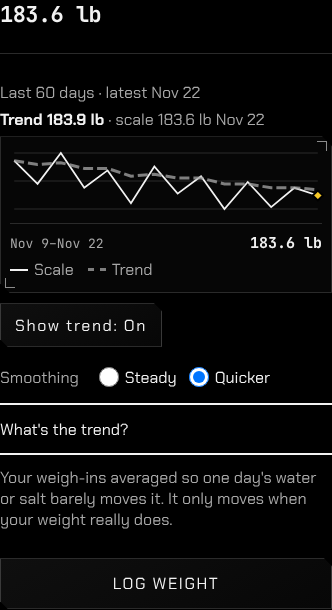 183.6 lb
Last 60 days · latest Nov 22
Trend 183.9 lb · scale 183.6 lb Nov 22
Nov 9–Nov 22 183.6 lb
Scale Trend
Show trend: On
Smoothing Steady Quicker
What's the trend?
Your weigh-ins averaged so one day's water
or salt barely moves it. It only moves when
your weight really does.
LOG WEIGHT